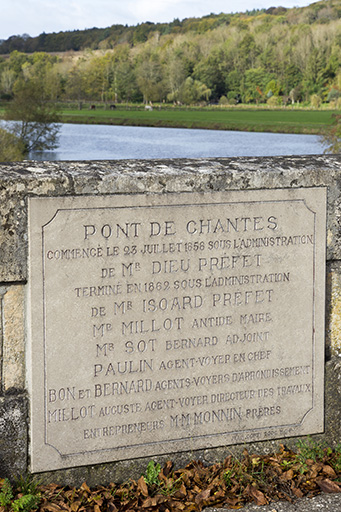 PONT DE CHANTES
COMMENCÉ LE 23 JUILLET 1858 SOUS L'ADMINISTRATION
DE MR DIEU PRÉFET
TERMINÉ EN 1862 SOUS L'ADMINISTRATION
DE MR ISOARD PRÉFET
MR MILLOT ANTIDE MAIRE
MR SOT BERNARD ADJOINT
PAULIN AGENT-VOYER EN CHEF
BON ET BERNARD AGENTS-VOYERS D'ARRONDISSEMENT
MILLOT AUGUSTE AGENT-VOYER DIRECTEUR DES TRAVAUX
ENTREPRENEURS M.M. MONNIN FRÈRES